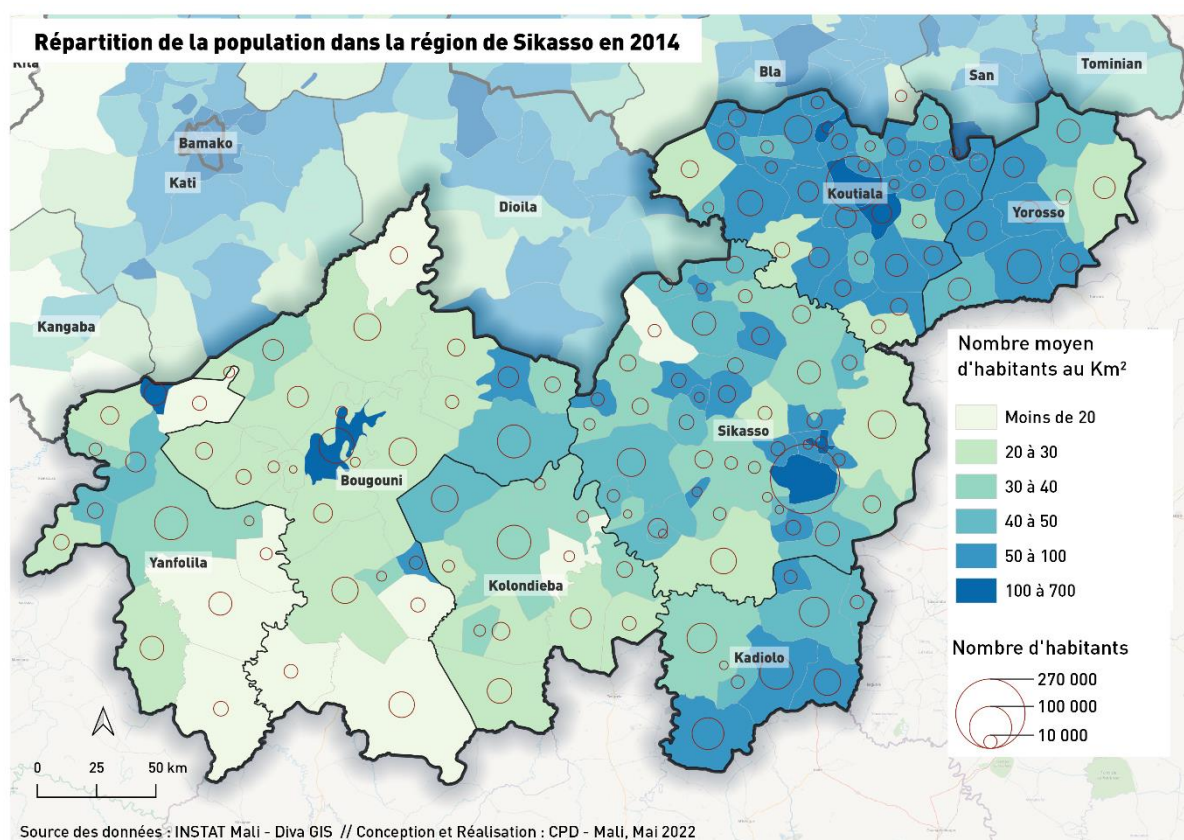 Répartition de la population dans la région de Sikasso en 2014
Kita
Bla
San
Tominian
Bamako
Kati
Dioila
Koutiala
Yorosso
Kangaba
Sikasso
Bougouni
Yanfolila
Kolondieba
Kadiolo
Nombre moyen
d'habitants au Km²
Moins de 20
20 à 30
30 à 40
40 à 50
50 à 100
100 à 700
Nombre d'habitants
270 000
100 000
10 000
0 25 50 km
Source des données : INSTAT Mali - Diva GIS // Conception et Réalisation : CPD - Mali, Mai 2022